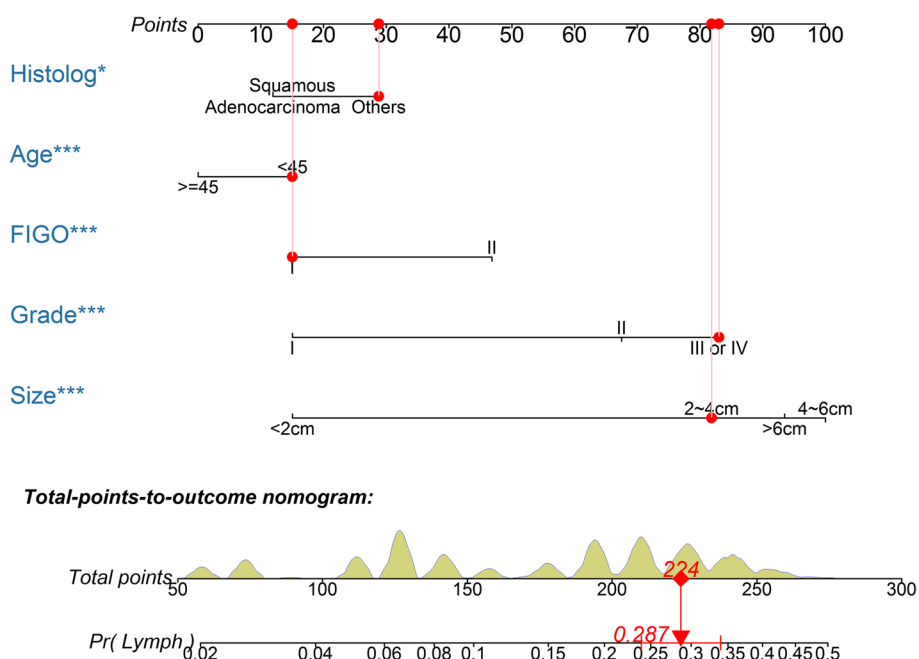 Points 0 10 20 30 40 50 60 70 80 90 100
Histolog*
Squamous
Adenocarcinoma Others
Age***
<45
>=45
FIGO***
II
I
Grade***
II
I III or IV
Size***
2~4cm 4~6cm
<2cm >6cm
Total-points-to-outcome nomogram:
224
Total points 50 100 150 200 250 300
0.287
Pr( Lymph ) 0.02 0.04 0.06 0.08 0.1 0.15 0.2 0.25 0.3 0.35 0.4 0.45 0.5